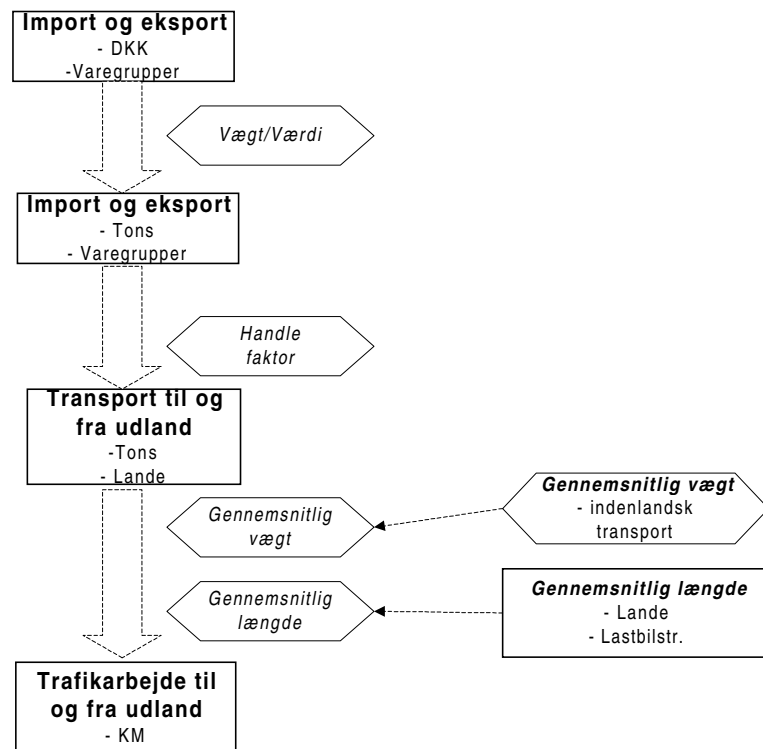 Import og eksport
- DKK
-Varegrupper
Vægt/Værdi
Import og eksport
- Tons
- Varegrupper
Handle
faktor
Transport til og
fra udland
-Tons
- Lande
Gennemsnitlig
vægt
Gennemsnitlig vægt
- indenlandsk
transport
Gennemsnitlig
længde
Gennemsnitlig længde
- Lande
- Lastbilstr.
Trafikarbejde til
og fra udland
- KM